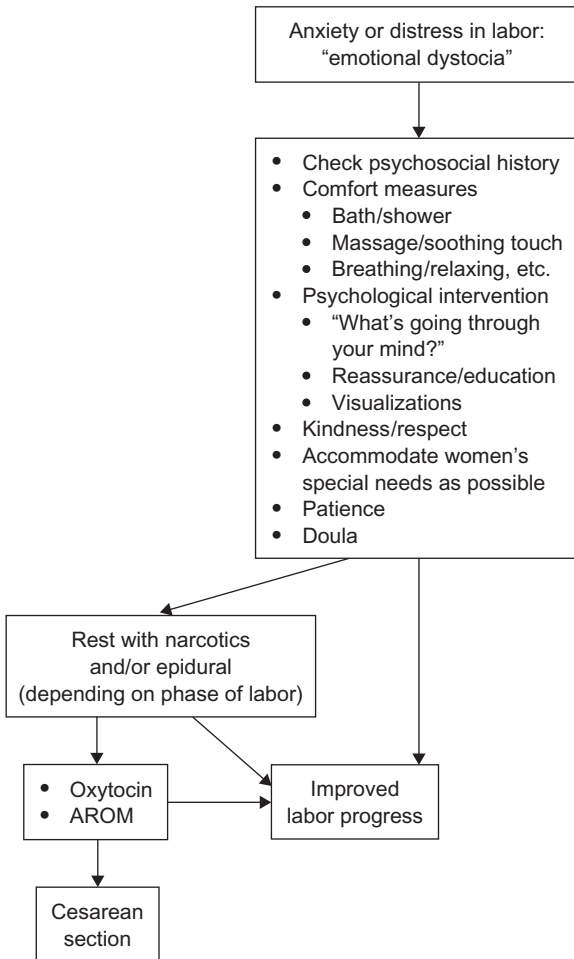 Anxiety or distress in labor:
“emotional dystocia”
• Check psychosocial history
• Comfort measures
• Bath/shower
• Massage/soothing touch
• Breathing/relaxing, etc.
• Psychological intervention
• “What’s going through
your mind?”
• Reassurance/education
• Visualizations
• Kindness/respect
• Accommodate women’s
special needs as possible
• Patience
• Doula
Rest with narcotics
and/or epidural
(depending on phase of labor)
• Oxytocin
• AROM
Improved
labor progress
Cesarean
section